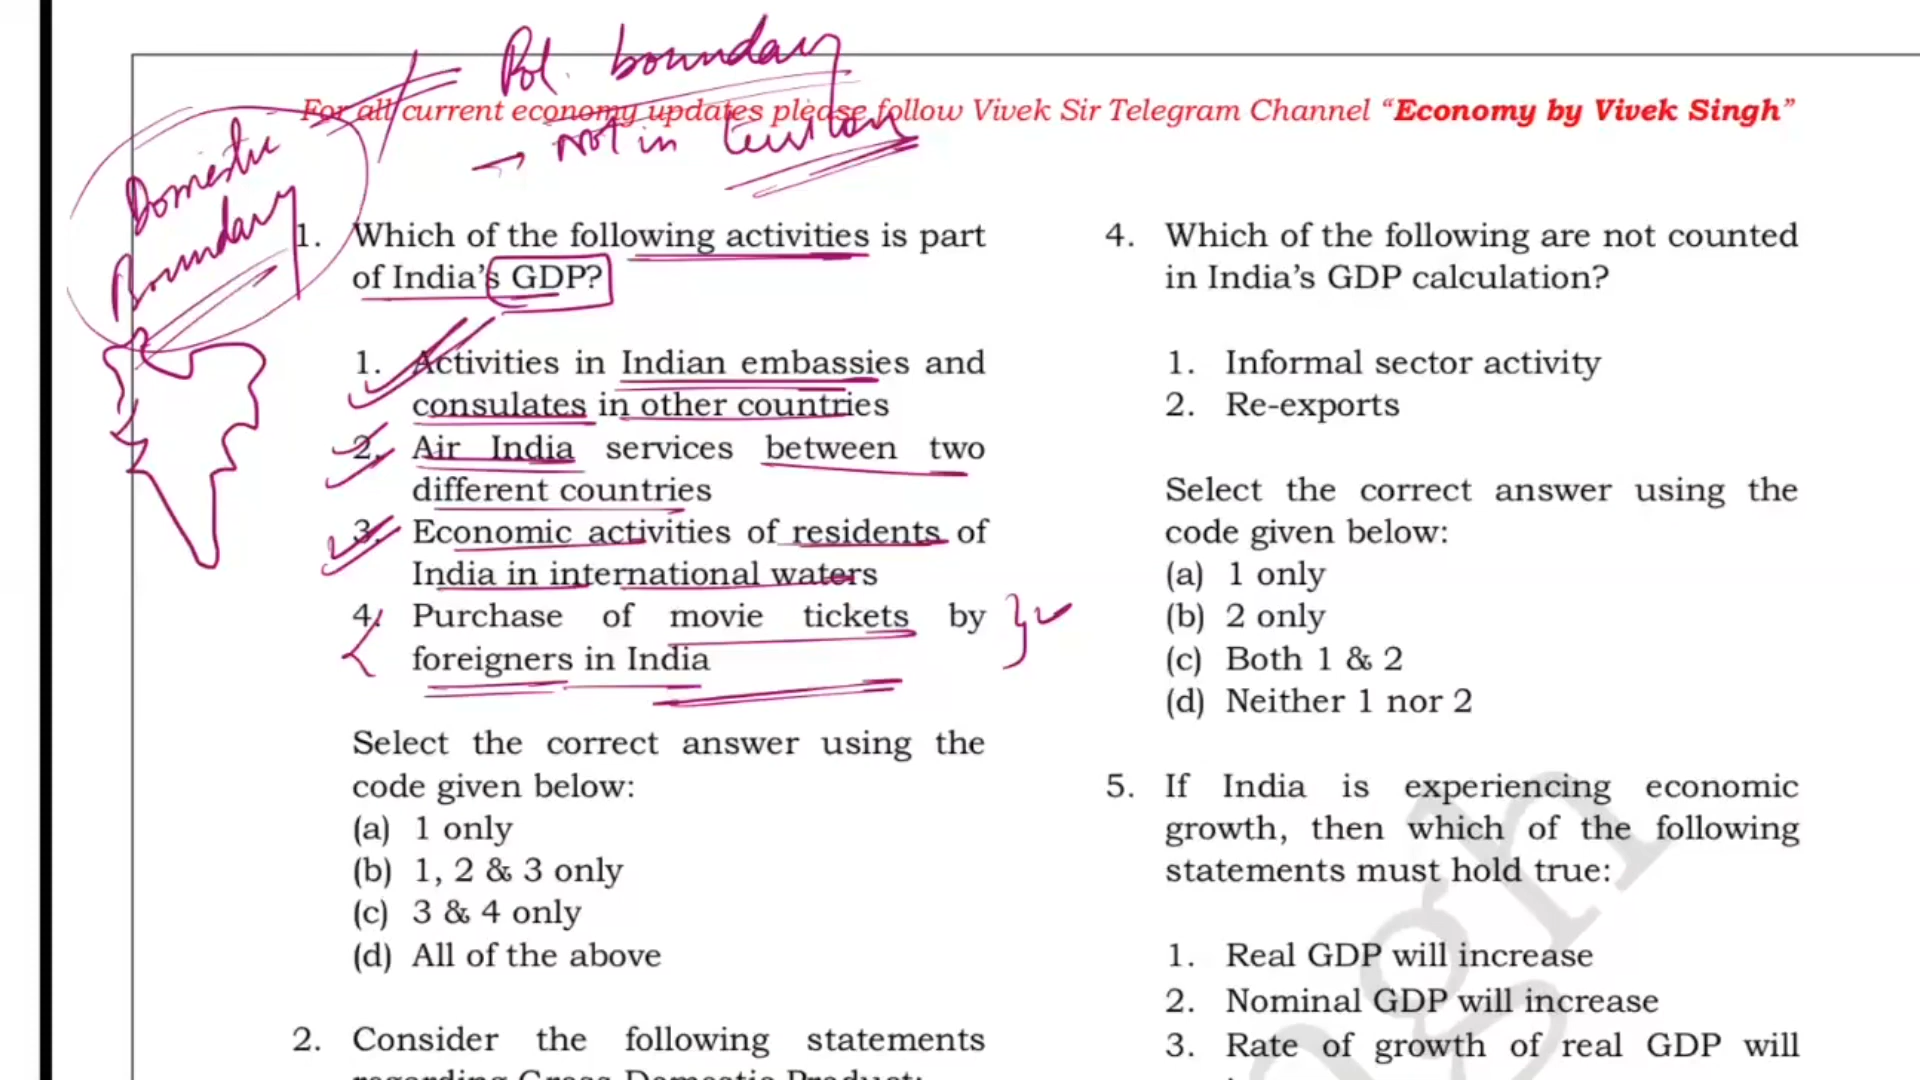 Pol. boundary
For all current economy updates please follow Vivek Sir Telegram Channel “Economy by Vivek Singh”
→ Not in
Domestic
Boundary
1. Which of the following activities is part
of India’s GDP?
1. Activities in Indian embassies and
consulates in other countries
2. Air India services between two
different countries
3. Economic activities of residents of
India in international waters
4. Purchase of movie tickets by
foreigners in India
Select the correct answer using the
code given below:
(a) 1 only
(b) 1, 2 & 3 only
(c) 3 & 4 only
(d) All of the above
2. Consider the following statements
regarding Gross Domestic Product:
4. Which of the following are not counted
in India’s GDP calculation?
1. Informal sector activity
2. Re-exports
Select the correct answer using the
code given below:
(a) 1 only
(b) 2 only
(c) Both 1 & 2
(d) Neither 1 nor 2
5. If India is experiencing economic
growth, then which of the following
statements must hold true:
1. Real GDP will increase
2. Nominal GDP will increase
3. Rate of growth of real GDP will